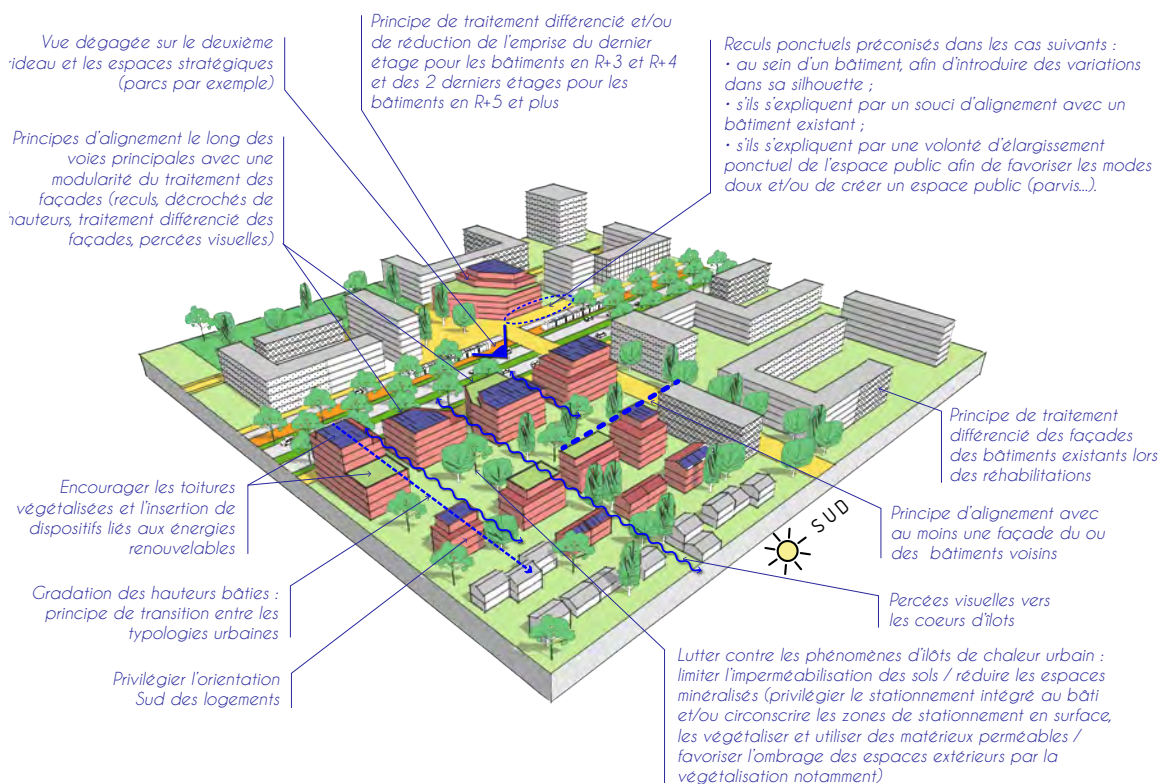 Vue dégagée sur le deuxième
rideau et les espaces stratégiques
(parcs par exemple)
Principes d'alignement le long des
voies principales avec une
modularité du traitement des
façades (reculs, décrochés de
hauteurs, traitement différencié des
façades, percées visuelles)
Principe de traitement différencié et/ou
de réduction de l'emprise du dernier
étage pour les bâtiments en R+3 et R+4
et des 2 derniers étages pour les
bâtiments en R+5 et plus
Reculs ponctuels préconisés dans les cas suivants :
• au sein d'un bâtiment, afin d'introduire des variations
dans sa silhouette ;
• s'ils s'expliquent par un souci d'alignement avec un
bâtiment existant ;
• s'ils s'expliquent par une volonté d'élargissement
ponctuel de l'espace public afin de favoriser les modes
doux et/ou de créer un espace public (parvis...).
Encourager les toitures
végétalisées et l'insertion de
dispositifs liés aux énergies
renouvelables
Gradation des hauteurs bâties :
principe de transition entre les
typologies urbaines
Privilégier l'orientation
Sud des logements
Principe de traitement
différencié des façades
des bâtiments existants lors
des réhabilitations
SUD
Principe d'alignement avec
au moins une façade du ou
des bâtiments voisins
Percées visuelles vers
les coeurs d'ilots
Lutter contre les phénomènes d'ilôts de chaleur urbain :
limiter l'imperméabilisation des sols / réduire les espaces
minéralisés (privilégier le stationnement intégré au bâti
et/ou circonscrire les zones de stationnement en surface,
les végétaliser et utiliser des matérieux perméables /
favoriser l'ombrage des espaces extérieurs par la
végétalisation notamment)